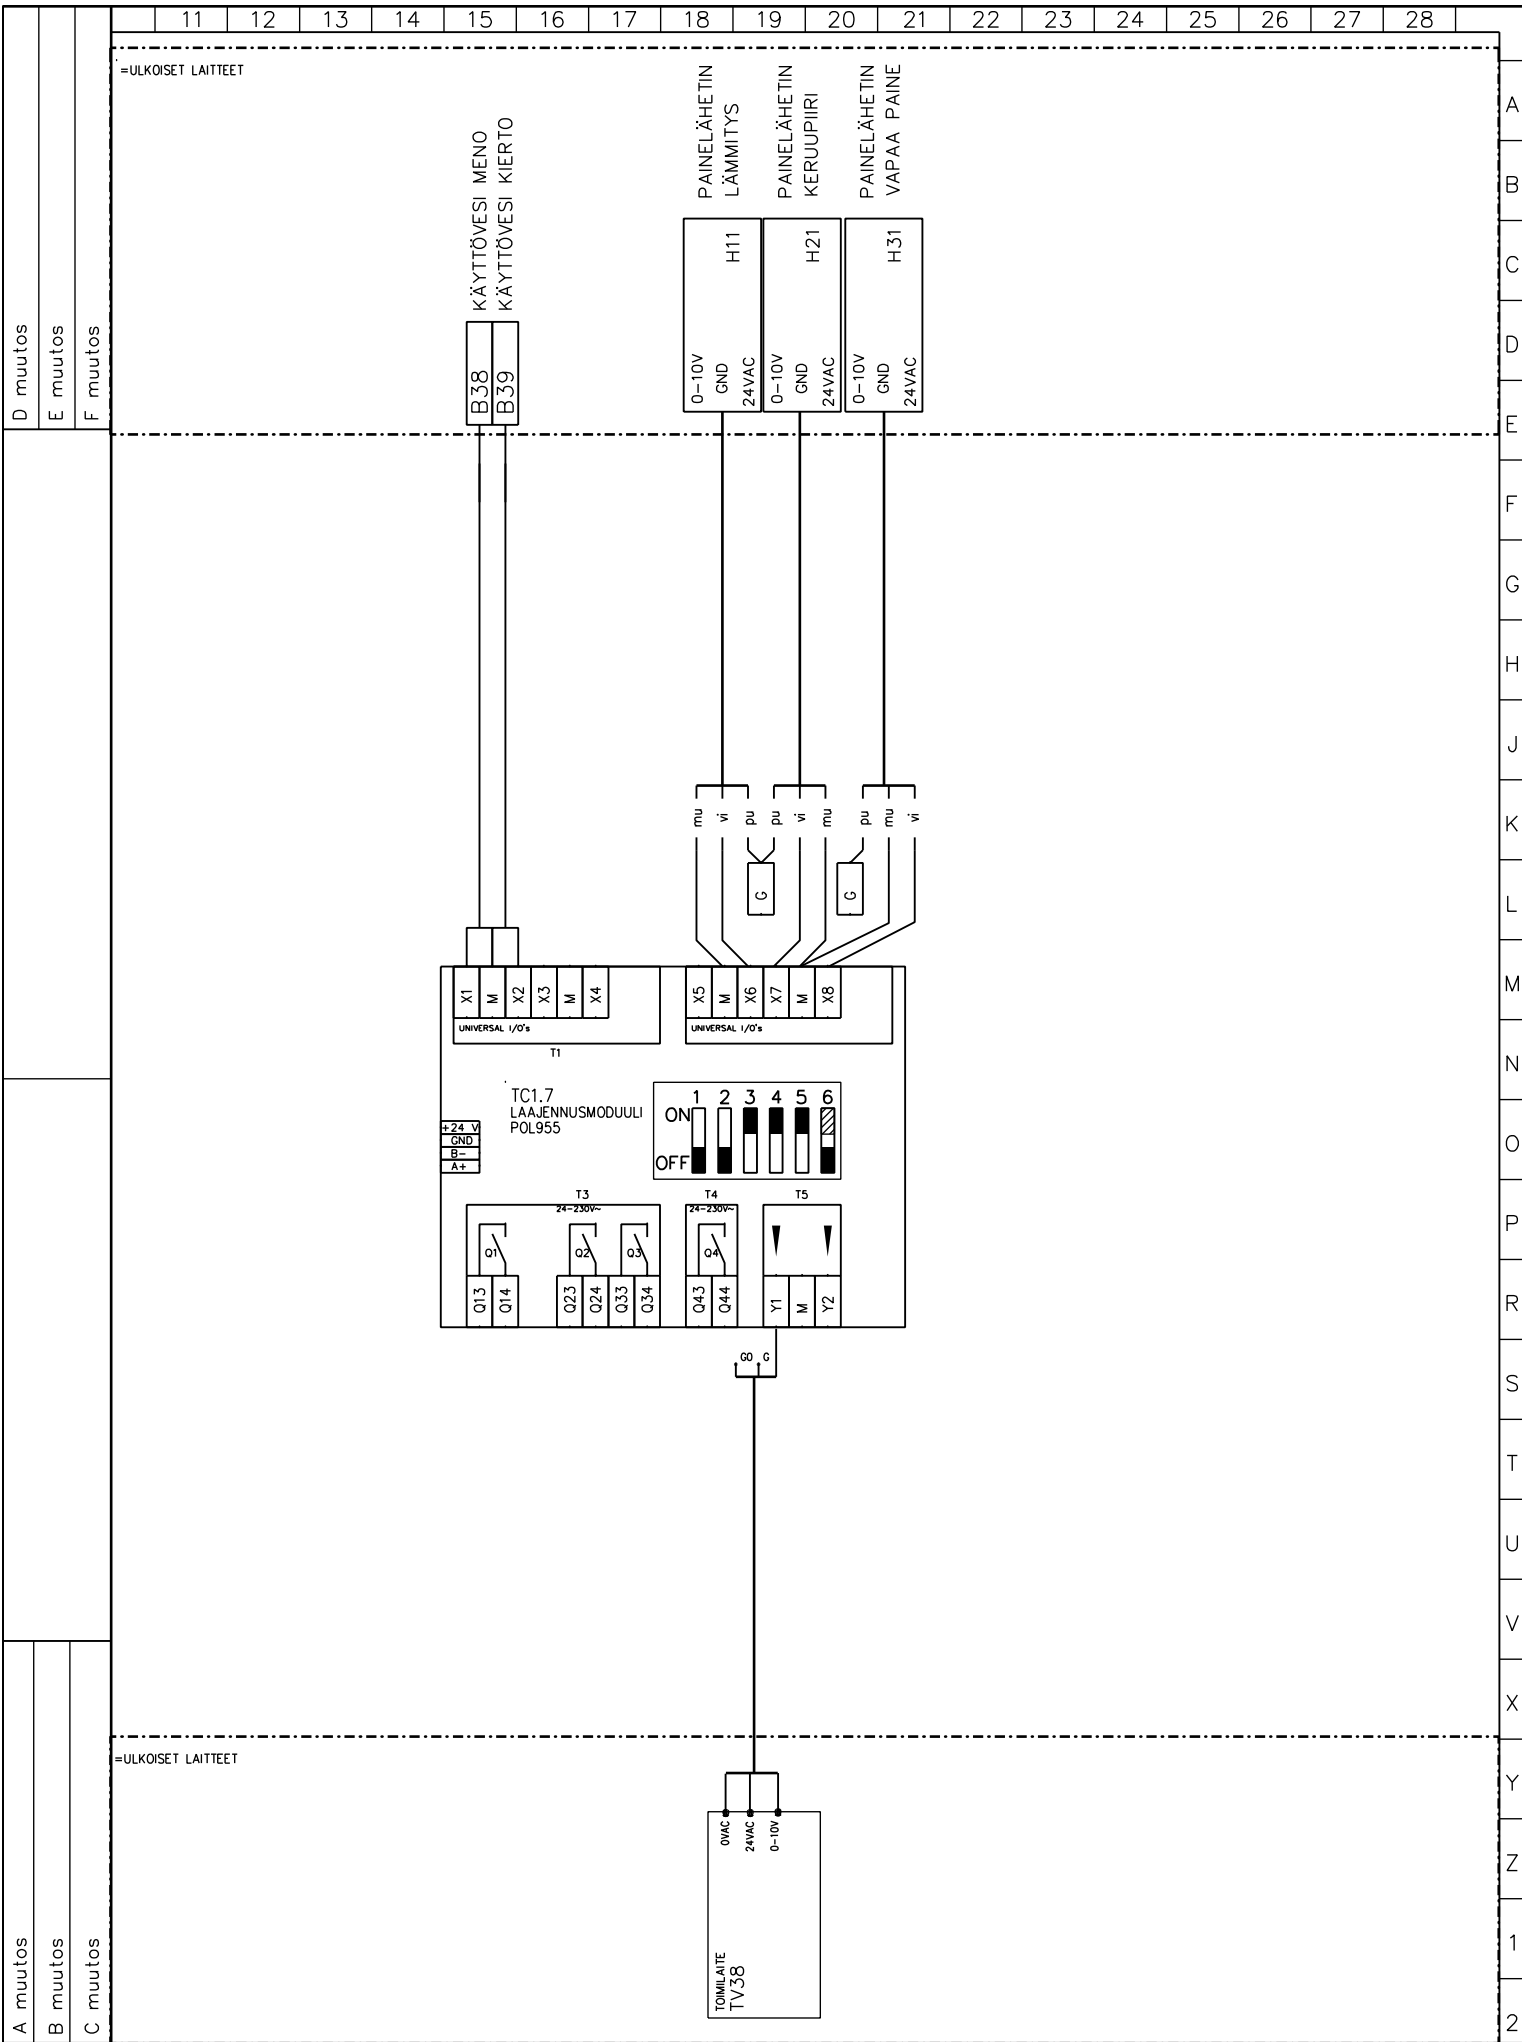 11 12 13 14 15 16 17 18 19 20 21 22 23 24 25 26 27 28
A
B
C
D
E
F
G
H
J
K
L
M
N
O
P
R
S
T
U
V
X
Y
Z
1
2
D muutos
E muutos
F muutos
A muutos
B muutos
C muutos
=ULKOISET LAITTEET
KÄYTTÖVESI MENO
KÄYTTÖVESI KIERTO
B38
B39
PAINELÄHETIN
LÄMMITYS
PAINELÄHETIN
KERUUPIIRI
PAINELÄHETIN
VAPAA PAINE
H11
H21
H31
0-10V
GND
24VAC
0-10V
GND
24VAC
0-10V
GND
24VAC
mu vi pu pu vi mu pu mu vi
G G
X1 M X2 X3 M X4
UNIVERSAL I/O's
T1
X5 M X6 X7 M X8
UNIVERSAL I/O's
TC1.7
LAAJENNUSMODUULI
POL955
+24 V
GND
B-
A+
1 2 3 4 5 6
ON
OFF
T3
24-230V~
T4
24-230V~
T5
Q1 Q2 Q3 Q4
Q13 Q14 Q23 Q24 Q33 Q34 Q43 Q44 Y1 M Y2
G0 G
=ULKOISET LAITTEET
0VAC
24VAC
0-10V
TOIMILAITE
TV38